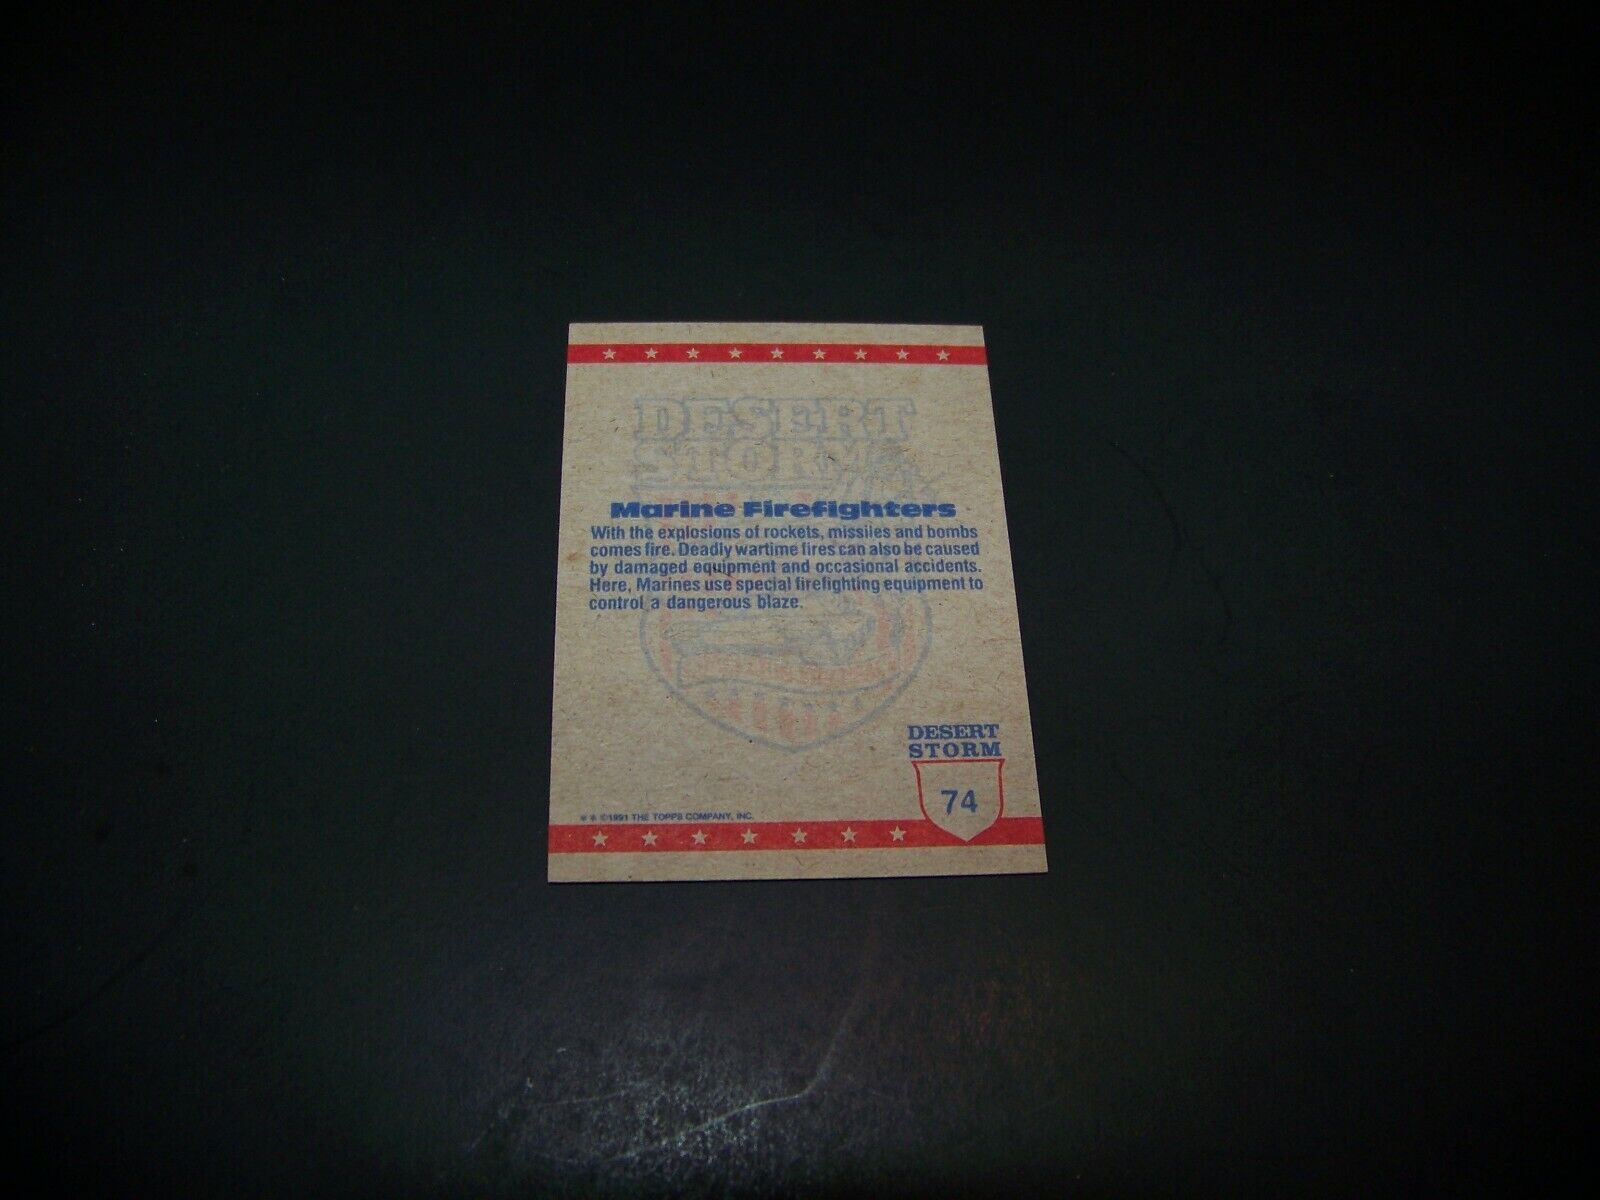 DESERT
STORM
Marine Firefighters
With the explosions of rockets, missiles and bombs
comes fire. Deadly wartime fires can also be caused
by damaged equipment and occasional accidents.
Here, Marines use special firefighting equipment to
control a dangerous blaze.
DESERT
STORM
74
* * ©1991 THE TOPPS COMPANY, INC.